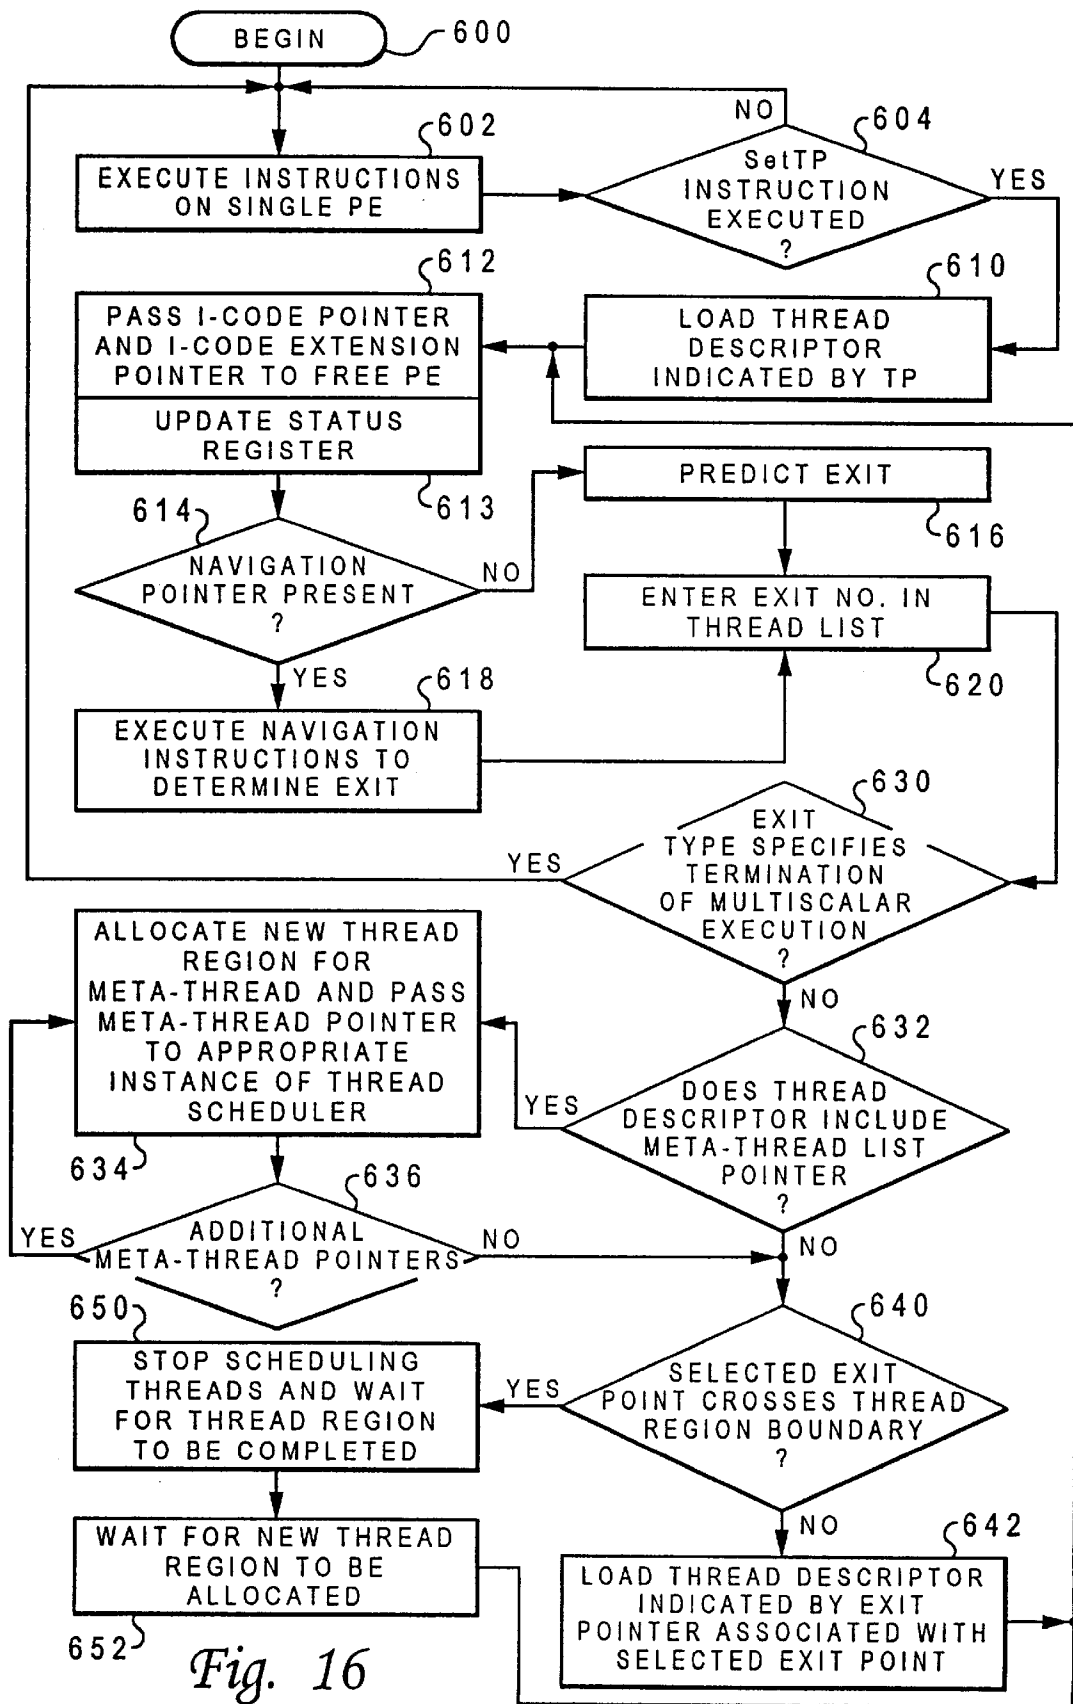 BEGIN
600
602
NO
604
EXECUTE INSTRUCTIONS
ON SINGLE PE
SetTP
INSTRUCTION
EXECUTED
?
YES
612
PASS I-CODE POINTER
AND I-CODE EXTENSION
POINTER TO FREE PE
UPDATE STATUS
REGISTER
613
610
LOAD THREAD
DESCRIPTOR
INDICATED BY TP
614
NAVIGATION
POINTER PRESENT
?
NO
YES
PREDICT EXIT
616
ENTER EXIT NO. IN
THREAD LIST
620
618
EXECUTE NAVIGATION
INSTRUCTIONS TO
DETERMINE EXIT
630
EXIT
TYPE SPECIFIES
TERMINATION
OF MULTISCALAR
EXECUTION
?
YES
NO
632
DOES THREAD
DESCRIPTOR INCLUDE
META-THREAD LIST
POINTER
?
YES
NO
ALLOCATE NEW THREAD
REGION FOR
META-THREAD AND PASS
META-THREAD POINTER
TO APPROPRIATE
INSTANCE OF THREAD
SCHEDULER
634
636
YES
ADDITIONAL
META-THREAD POINTERS
?
NO
640
SELECTED EXIT
POINT CROSSES THREAD
REGION BOUNDARY
?
YES
NO
650
STOP SCHEDULING
THREADS AND WAIT
FOR THREAD REGION
TO BE COMPLETED
WAIT FOR NEW THREAD
REGION TO BE
ALLOCATED
652
642
LOAD THREAD DESCRIPTOR
INDICATED BY EXIT
POINTER ASSOCIATED WITH
SELECTED EXIT POINT
Fig. 16